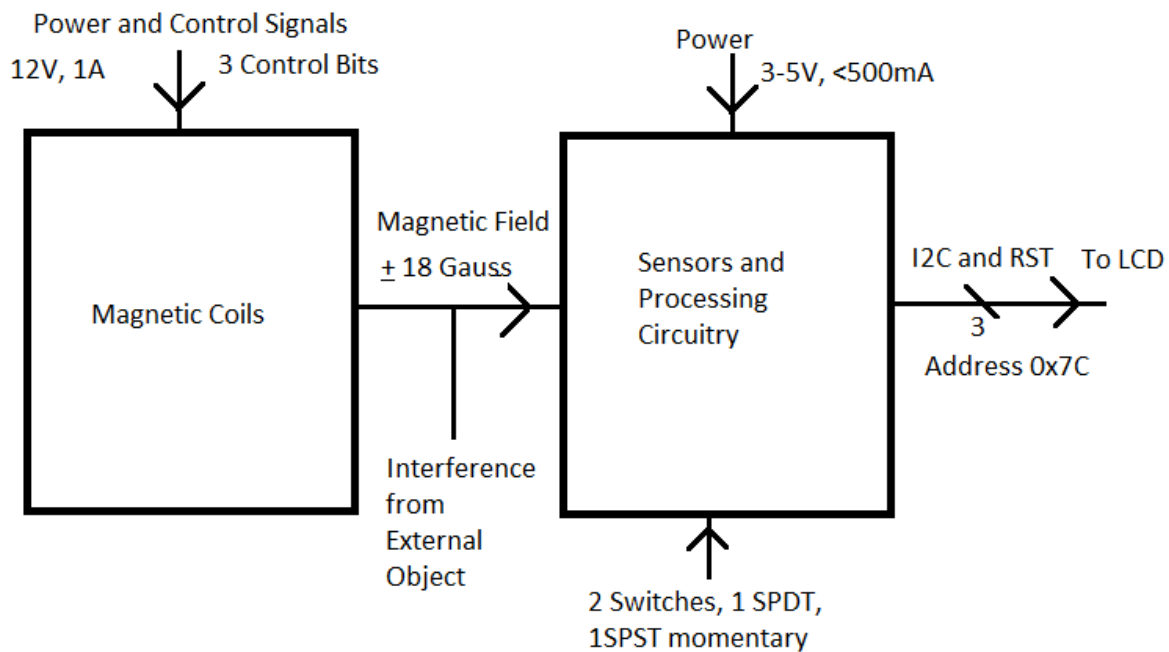 Power and Control Signals
12V, 1A
3 Control Bits
Power
3-5V, <500mA
Magnetic Coils
Magnetic Field
± 18 Gauss
Interference
from
External
Object
Sensors and
Processing
Circuitry
I2C and RST
To LCD
3
Address 0x7C
2 Switches, 1 SPDT,
1SPST momentary